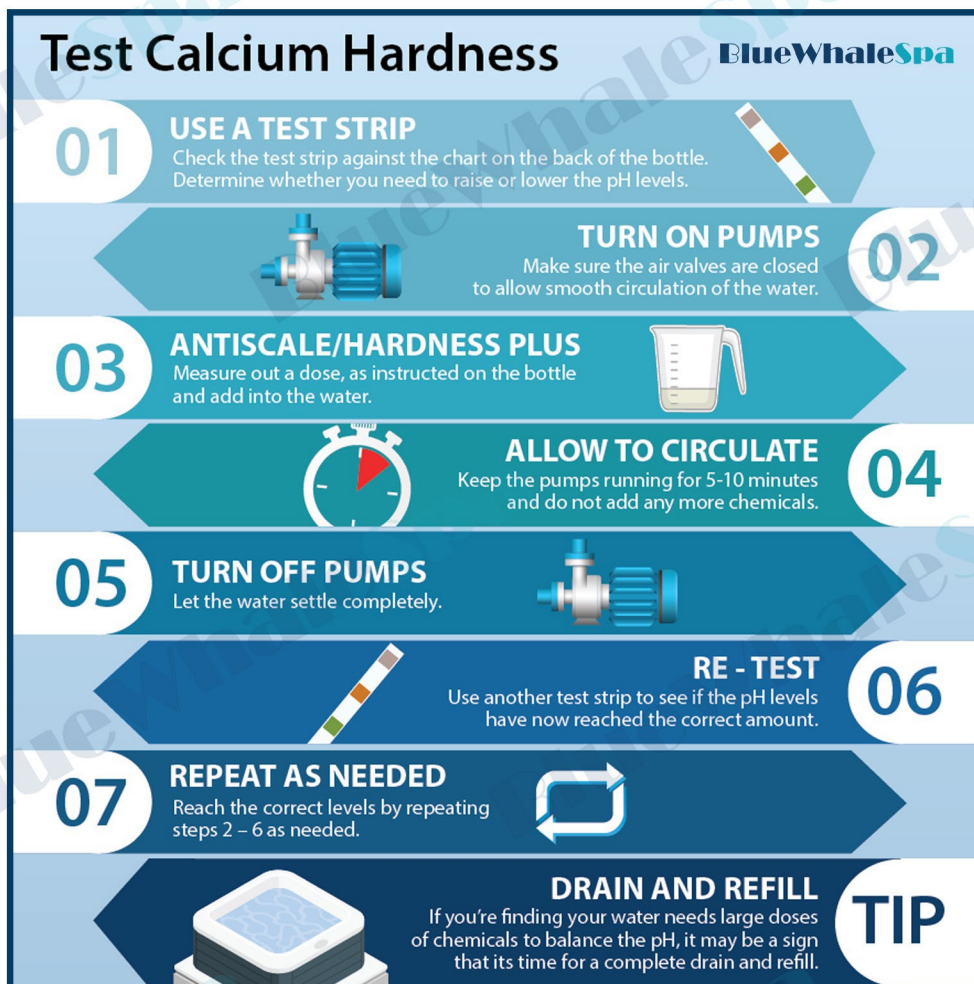 Test Calcium Hardness
BlueWhaleSpa
01
USE A TEST STRIP
Check the test strip against the chart on the back of the bottle.
Determine whether you need to raise or lower the pH levels.
TURN ON PUMPS
Make sure the air valves are closed
to allow smooth circulation of the water.
02
03
ANTISCALE/HARDNESS PLUS
Measure out a dose, as instructed on the bottle
and add into the water.
ALLOW TO CIRCULATE
Keep the pumps running for 5-10 minutes
and do not add any more chemicals.
04
05
TURN OFF PUMPS
Let the water settle completely.
RE - TEST
Use another test strip to see if the pH levels
have now reached the correct amount.
06
07
REPEAT AS NEEDED
Reach the correct levels by repeating
steps 2 – 6 as needed.
DRAIN AND REFILL
If you're finding your water needs large doses
of chemicals to balance the pH, it may be a sign
that its time for a complete drain and refill.
TIP